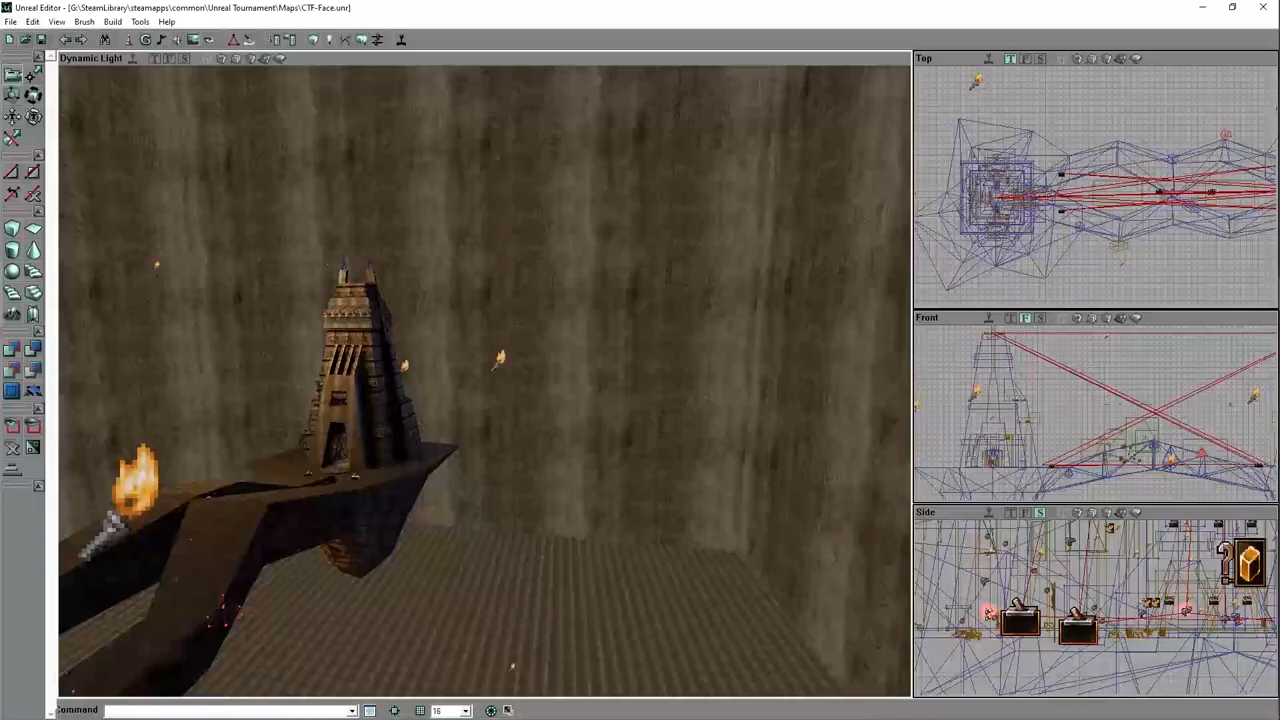 Unreal Editor - [G:\SteamLibrary\steamapps\common\Unreal Tournament\Maps\CTF-Face.unr]
File Edit View Brush Build Tools Help
Dynamic Light
T F S
Top
T F S
Front
T F S
Side
T F S
Command
16